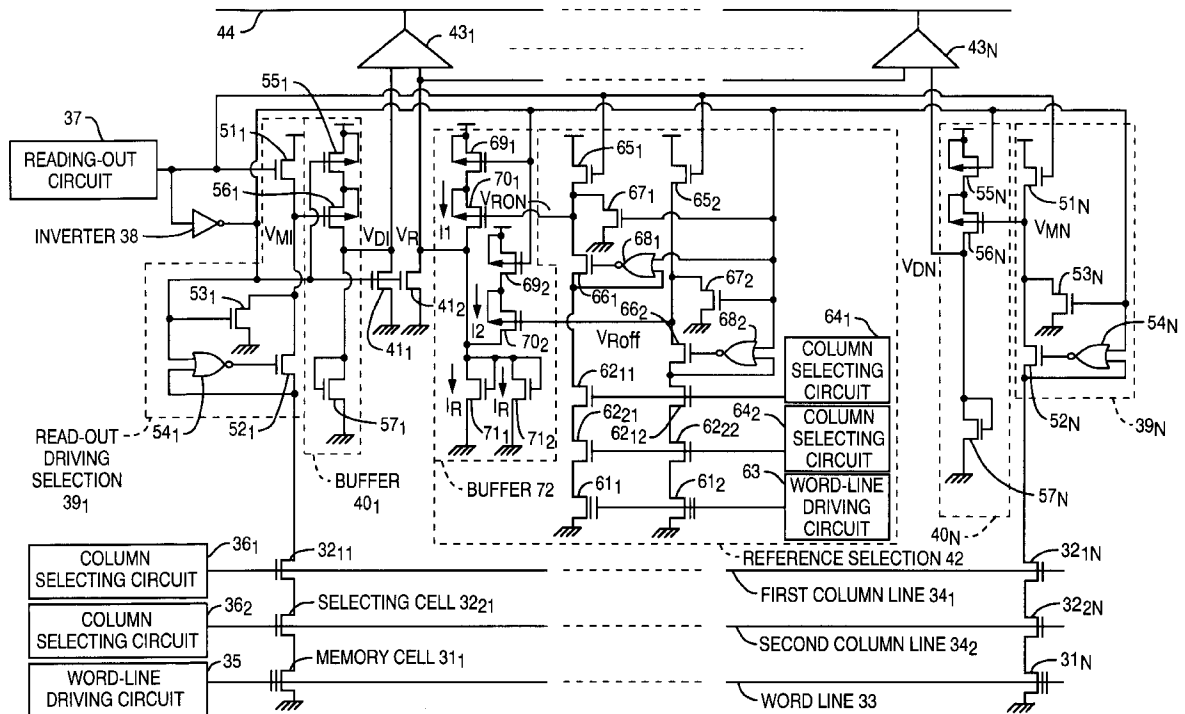 44
43₁
43N
55₁
37
51₁
READING-OUT
CIRCUIT
69₁
65₁
56₁
70₁
VRON
67₁
65₂
55N
51N
INVERTER 38
VMI
VDI
VR
I1
68₁
56N
VMN
69₂
67₂
VDN
53₁
41₂
66₁
66₂
53N
I2
70₂
VRoff
68₂
64₁
54N
41₁
COLUMN
SELECTING
CIRCUIT
62₁₁
IR
IR
64₂
54₁
52₁
57₁
71₁
71₂
62₂₁
62₁₂
62₂₂
COLUMN
SELECTING
CIRCUIT
52N
39N
READ-OUT
DRIVING
SELECTION
39₁
BUFFER
40₁
BUFFER 72
61₁
61₂
63
WORD-LINE
DRIVING
CIRCUIT
57N
40N
36₁
32₁₁
REFERENCE SELECTION 42
32₁N
COLUMN
SELECTING CIRCUIT
FIRST COLUMN LINE 34₁
36₂
SELECTING CELL 32₂₁
32₂N
COLUMN
SELECTING CIRCUIT
SECOND COLUMN LINE 34₂
35
MEMORY CELL 31₁
31N
WORD-LINE
DRIVING CIRCUIT
WORD LINE 33